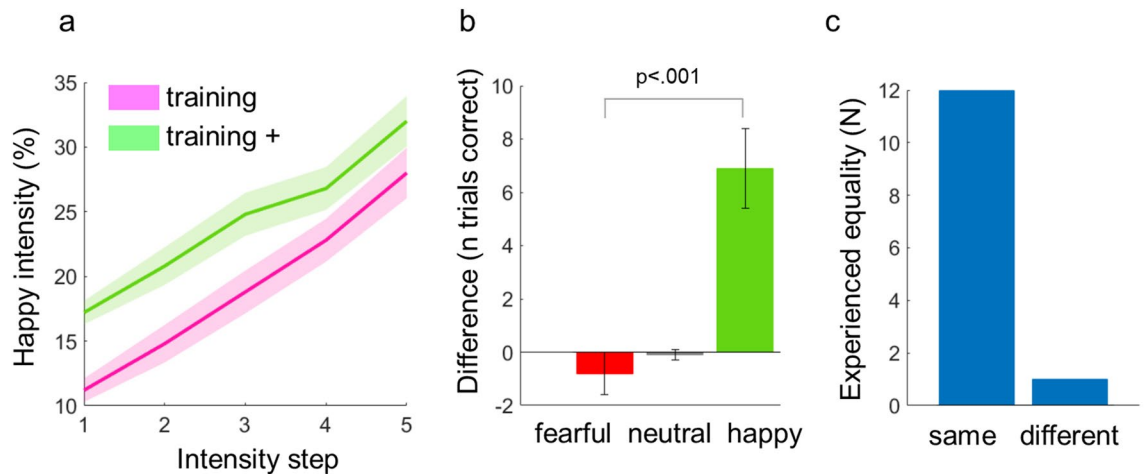 a
Happy intensity (%)
35
30
25
20
15
10
training
training +
1 2 3 4 5
Intensity step
b
Difference (n trials correct)
10
8
6
4
2
0
-2
p<.001
fearful neutral happy
c
Experienced equality (N)
12
10
8
6
4
2
0
same different